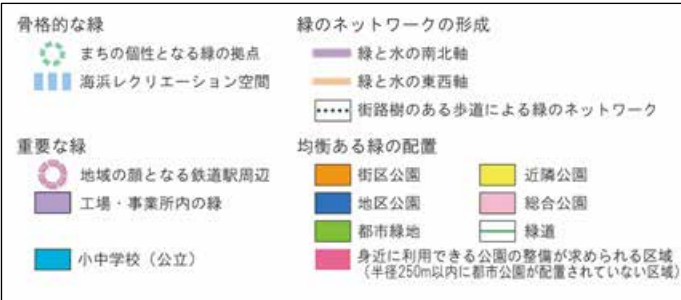 骨格的な緑
まちの個性となる緑の拠点
海浜レクリエーション空間
緑のネットワークの形成
緑と水の南北軸
緑と水の東西軸
街路樹のある歩道による緑のネットワーク
重要な緑
地域の顔となる鉄道駅周辺
工場・事業所内の緑
小中学校（公立）
均衡ある緑の配置
街区公園
近隣公園
地区公園
総合公園
都市緑地
緑道
身近に利用できる公園の整備が求められる区域
（半径250m以内に都市公園が配置されていない区域）